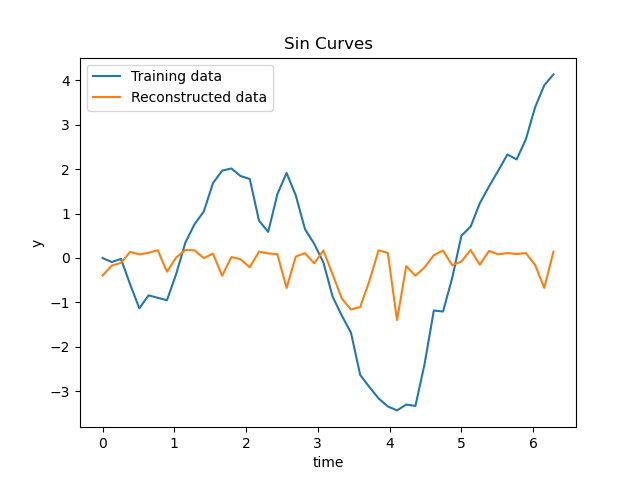 Sin Curves
Training data
Reconstructed data
4
3
2
1
0
−1
−2
−3
y
0 1 2 3 4 5 6
time